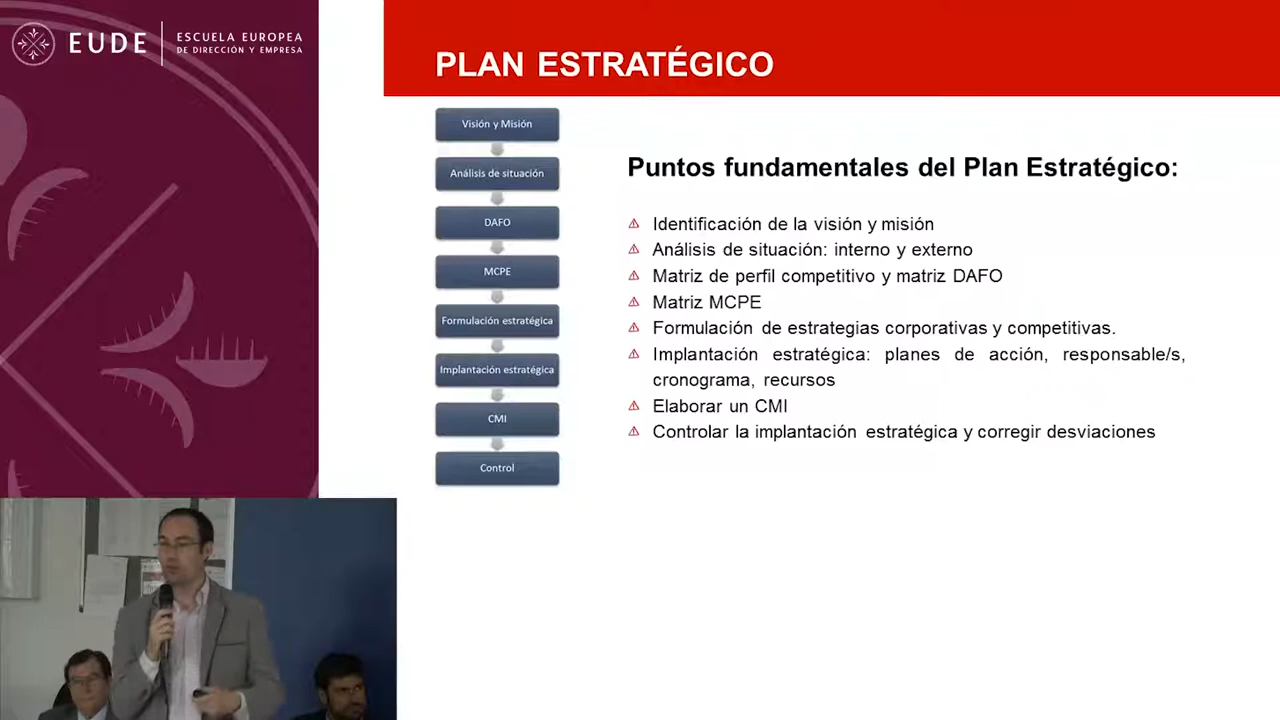 EUDE
ESCUELA EUROPEA
DE DIRECCIÓN Y EMPRESA
PLAN ESTRATÉGICO
Visión y Misión
Análisis de situación
DAFO
MCPE
Formulación estratégica
Implantación estratégica
CMI
Control
Puntos fundamentales del Plan Estratégico:
Identificación de la visión y misión
Análisis de situación: interno y externo
Matriz de perfil competitivo y matriz DAFO
Matriz MCPE
Formulación de estrategias corporativas y competitivas.
Implantación estratégica: planes de acción, responsable/s,
cronograma, recursos
Elaborar un CMI
Controlar la implantación estratégica y corregir desviaciones